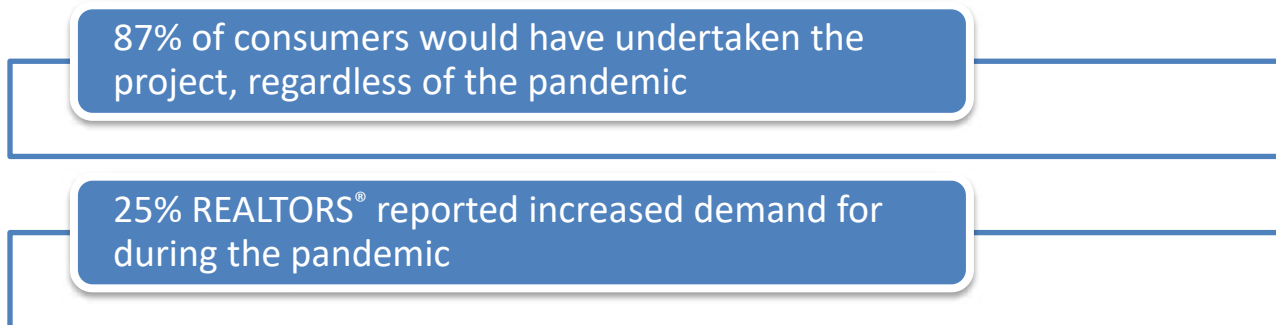 87% of consumers would have undertaken the
project, regardless of the pandemic
25% REALTORS® reported increased demand for
during the pandemic